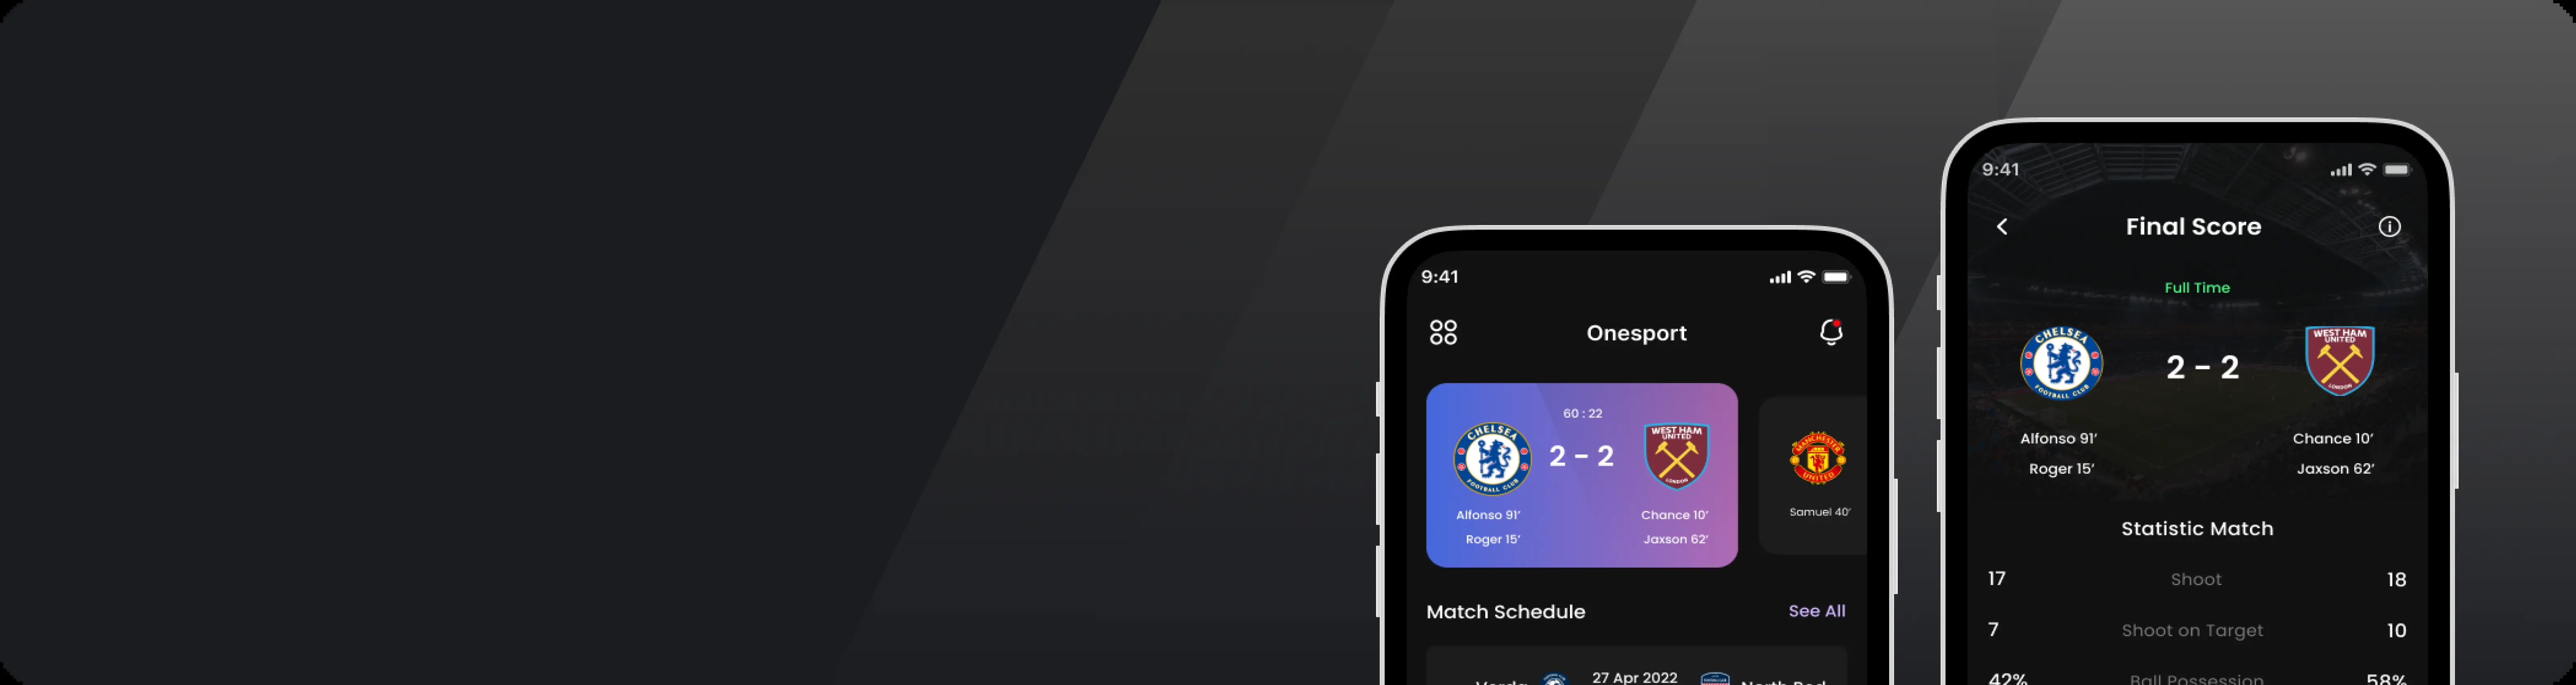 9:41
Onesport
60 : 22
CHELSEA
FOOTBALL CLUB
2 - 2
WEST HAM
UNITED
LONDON
Alfonso 91’
Roger 15’
Chance 10’
Jaxson 62’
MANCHESTER
UNITED
Samuel 40’
Match Schedule
See All
27 Apr 2022
9:41
Final Score
Full Time
CHELSEA
FOOTBALL CLUB
2 - 2
WEST HAM
UNITED
LONDON
Alfonso 91’
Roger 15’
Chance 10’
Jaxson 62’
Statistic Match
17 Shoot 18
7 Shoot on Target 10
42% Ball Possession 58%